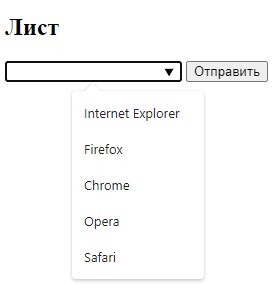 Лист
Отправить
Internet Explorer
Firefox
Chrome
Opera
Safari